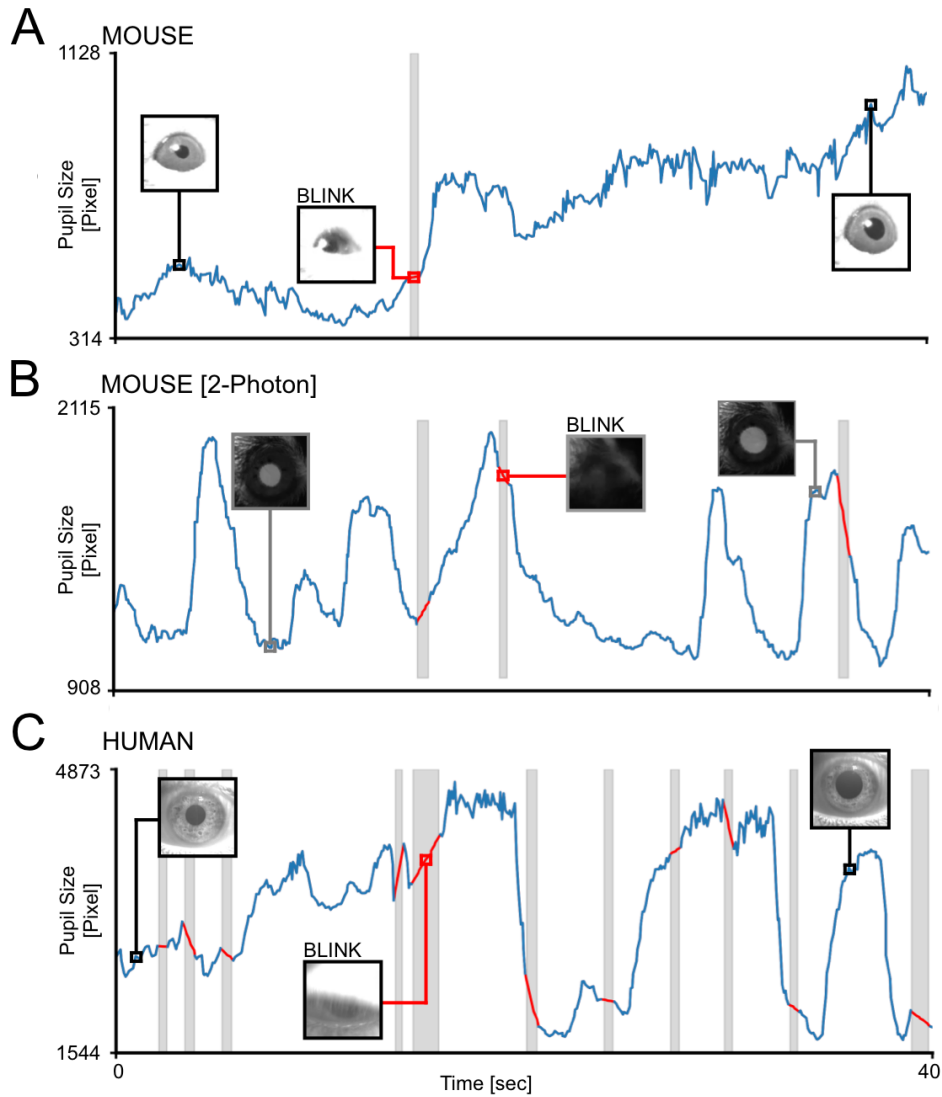 A
MOUSE
1128
Pupil Size
[Pixel]
BLINK
314
B
MOUSE [2-Photon]
2115
BLINK
Pupil Size
[Pixel]
908
C
HUMAN
4873
Pupil Size
[Pixel]
BLINK
1544
0
Time [sec]
40